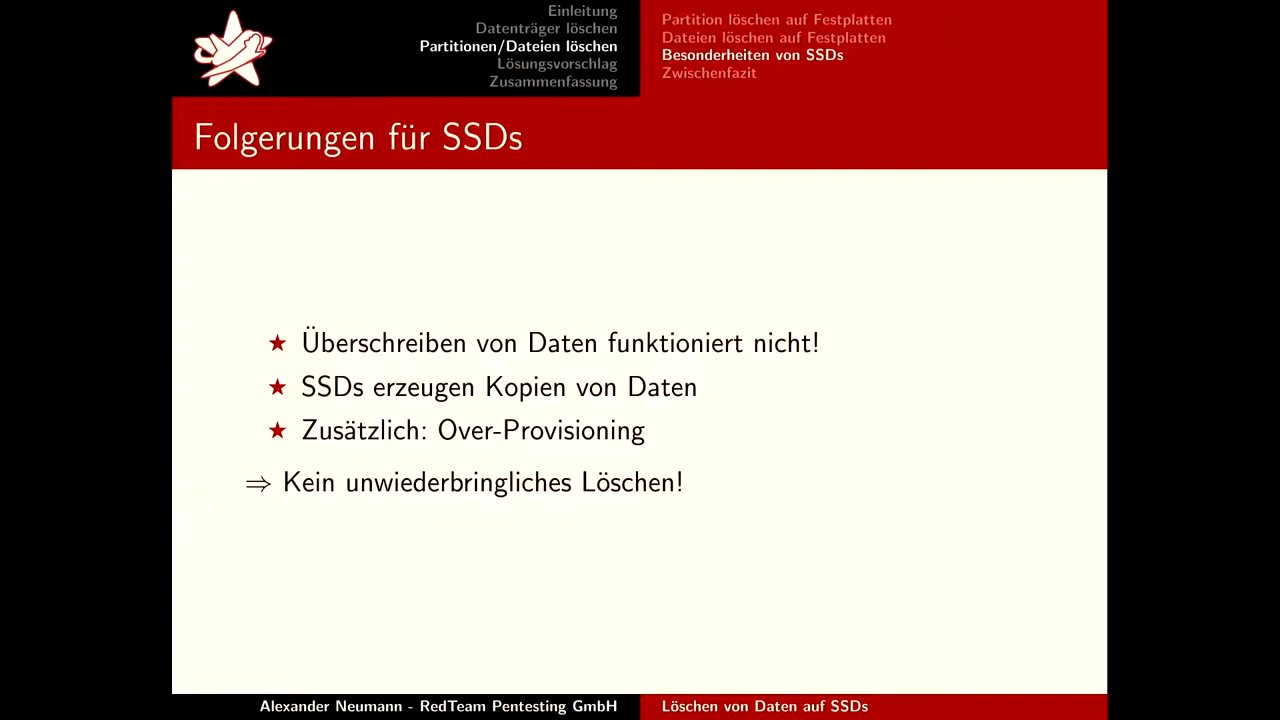 Einleitung
Datenträger löschen
Partitionen/Dateien löschen
Lösungsvorschlag
Zusammenfassung
Partition löschen auf Festplatten
Dateien löschen auf Festplatten
Besonderheiten von SSDs
Zwischenfazit
Folgerungen für SSDs
★ Überschreiben von Daten funktioniert nicht!
★ SSDs erzeugen Kopien von Daten
★ Zusätzlich: Over-Provisioning
⇒ Kein unwiederbringliches Löschen!
Alexander Neumann - RedTeam Pentesting GmbH
Löschen von Daten auf SSDs